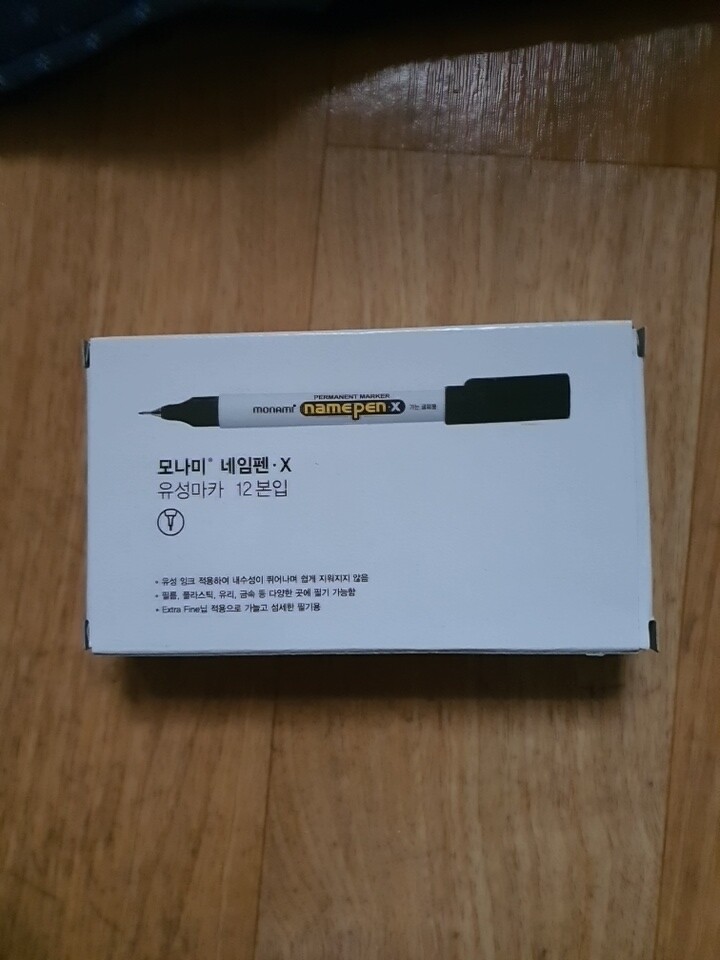 PERMANENT MARKER
monami namepen·x 가는 글씨용
모나미® 네임펜·X
유성마카 12본입
• 유성 잉크 적용하여 내수성이 뛰어나며 쉽게 지워지지 않음
• 필름, 플라스틱, 유리, 금속 등 다양한 곳에 필기 가능함
• Extra Fine닙 적용으로 가늘고 섬세한 필기용